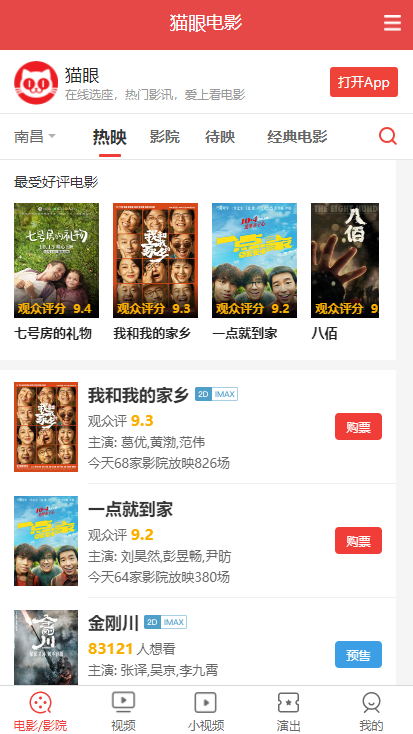 猫眼电影
猫眼
在线选座，热门影讯，爱上看电影
打开App
南昌 热映 影院 待映 经典电影
最受好评电影
七号房的礼物
我和我的家乡
10.4
一点就到家
THE EIGHT HUNDRED
八佰
观众评分 9.4 观众评分 9.3 观众评分 9.2 观众评分 9
七号房的礼物 我和我的家乡 一点就到家 八佰
我和我的家乡 2D IMAX
观众评 9.3
主演: 葛优,黄渤,范伟
今天68家影院放映826场
购票
一点就到家
观众评 9.2
主演: 刘昊然,彭昱畅,尹昉
今天64家影院放映380场
购票
金刚川 2D IMAX
83121 人想看
主演: 张译,吴京,李九霄
预售
电影/影院 视频 小视频 演出 我的